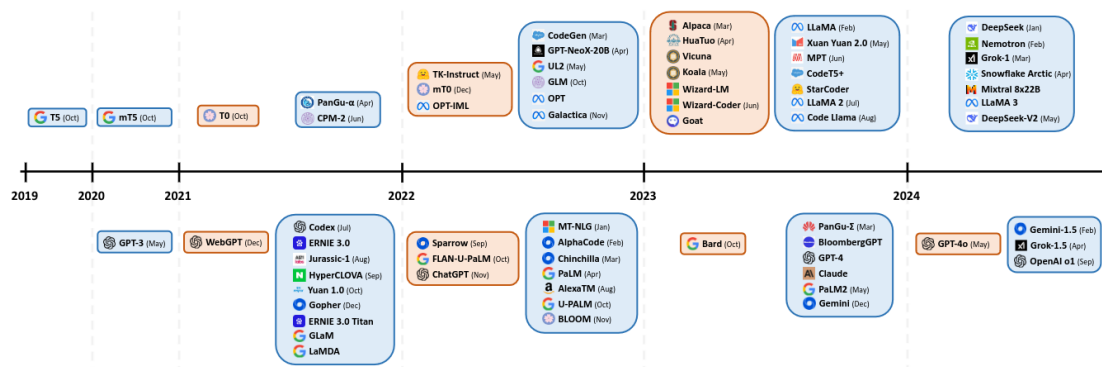 T5 (Oct)
mT5 (Oct)
T0 (Oct)
PanGu-α (Apr)
CPM-2 (Jun)
TK-Instruct (May)
mT0 (Dec)
OPT-IML
CodeGen (Mar)
GPT-NeoX-20B (Apr)
UL2 (May)
GLM (Oct)
OPT
Galactica (Nov)
Alpaca (Mar)
HuaTuo (Apr)
Vicuna
Koala (May)
Wizard-LM
Wizard-Coder (Jun)
Goat
LLaMA (Feb)
Xuan Yuan 2.0 (May)
MPT (Jun)
CodeT5+
StarCoder
LLaMA 2 (Jul)
Code Llama (Aug)
DeepSeek (Jan)
Nemotron (Feb)
Grok-1 (Mar)
Snowflake Arctic (Apr)
Mixtral 8x22B
LLaMA 3
DeepSeek-V2 (May)
2019
2020
2021
2022
2023
2024
GPT-3 (May)
WebGPT (Dec)
Codex (Jul)
ERNIE 3.0
Jurassic-1 (Aug)
HyperCLOVA (Sep)
Yuan 1.0 (Oct)
Gopher (Dec)
ERNIE 3.0 Titan
GLaM
LaMDA
Sparrow (Sep)
FLAN-U-PaLM (Oct)
ChatGPT (Nov)
MT-NLG (Jan)
AlphaCode (Feb)
Chinchilla (Mar)
PaLM (Apr)
AlexaTM (Aug)
U-PALM (Oct)
BLOOM (Nov)
Bard (Oct)
PanGu-Σ (Mar)
BloombergGPT
GPT-4
Claude
PaLM2 (May)
Gemini (Dec)
GPT-4o (May)
Gemini-1.5 (Feb)
Grok-1.5 (Apr)
OpenAI o1 (Sep)